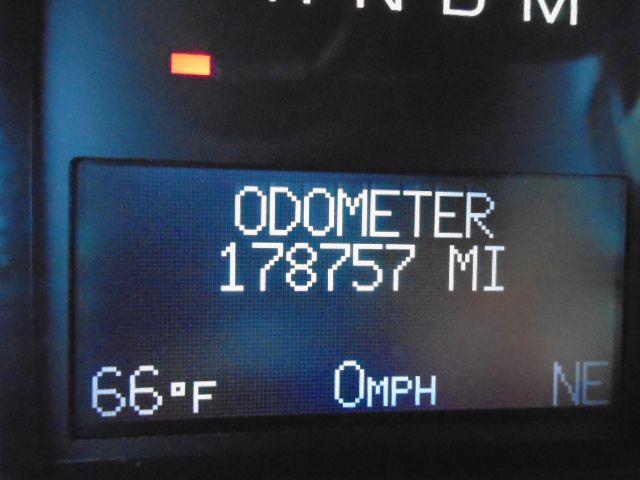 N D M
ODOMETER
178757 MI
66°F 0MPH NE